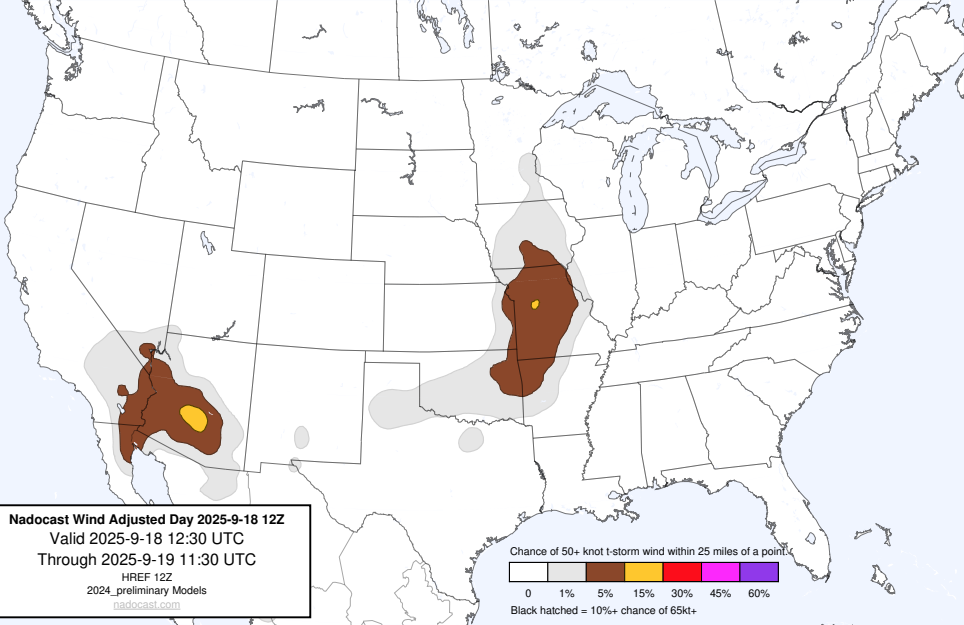 Nadocast Wind Adjusted Day 2025-9-18 12Z
Valid 2025-9-18 12:30 UTC
Through 2025-9-19 11:30 UTC
HREF 12Z
2024_preliminary Models
nadocast.com
Chance of 50+ knot t-storm wind within 25 miles of a point.
0 1% 5% 15% 30% 45% 60%
Black hatched = 10%+ chance of 65kt+